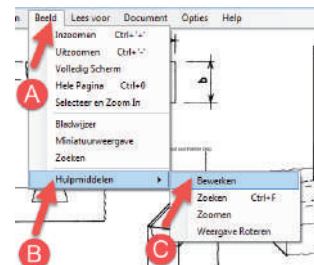 Beeld Lees voor Document Opties Help
Inzoomen Ctrl+'+'
Uitzoomen Ctrl+'-'
Volledig Scherm
Hele Pagina Ctrl+0
Selecteer en Zoom In
Bladwijzer
Miniatuurweergave
Zoeken
Hulpmiddelen
Bewerken
Zoeken Ctrl+F
Zoomen
Weergave Roteren
A
B
C
b